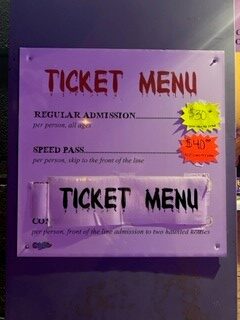 TICKET MENU
REGULAR ADMISSION $30
per person, all ages
SPEED PASS $40
per person, skip to the front of the line
TICKET MENU
per person, front of the line admission to two haunted houses